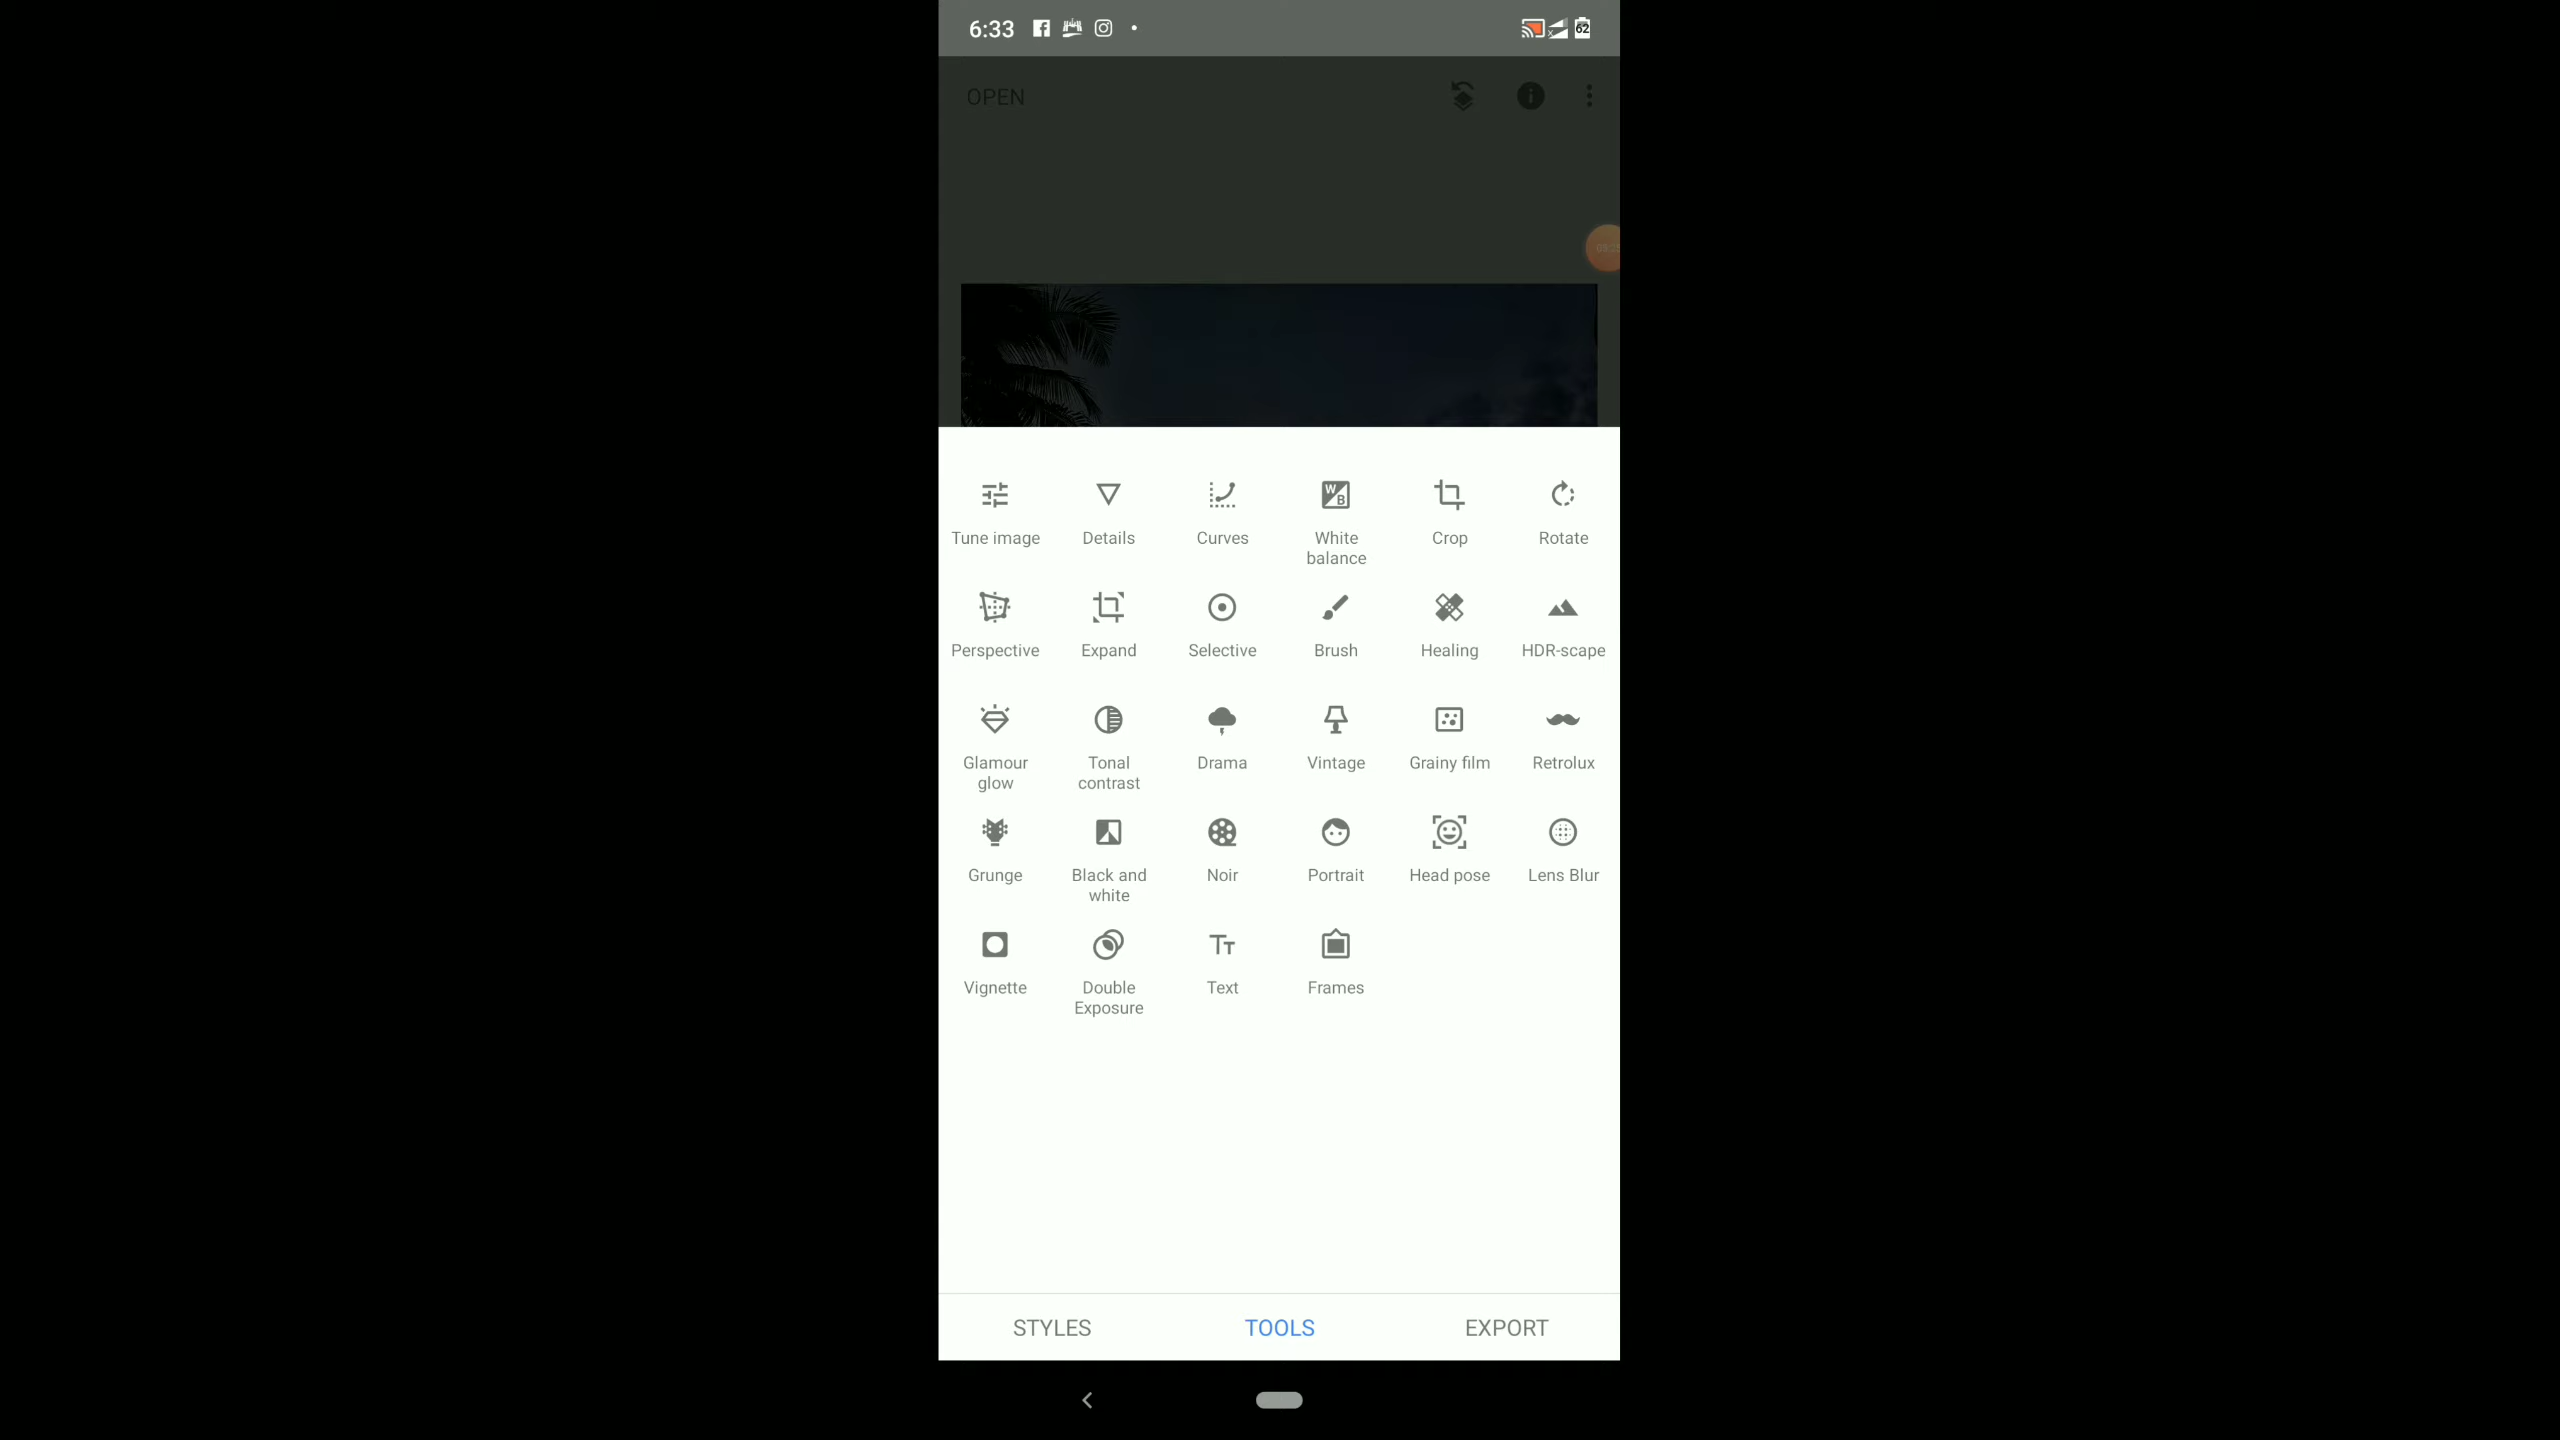 6:33
62
OPEN
Tune image
Details
Curves
White
balance
Crop
Rotate
Perspective
Expand
Selective
Brush
Healing
HDR-scape
Glamour
glow
Tonal
contrast
Drama
Vintage
Grainy film
Retrolux
Grunge
Black and
white
Noir
Portrait
Head pose
Lens Blur
Vignette
Double
Exposure
Text
Frames
STYLES
TOOLS
EXPORT